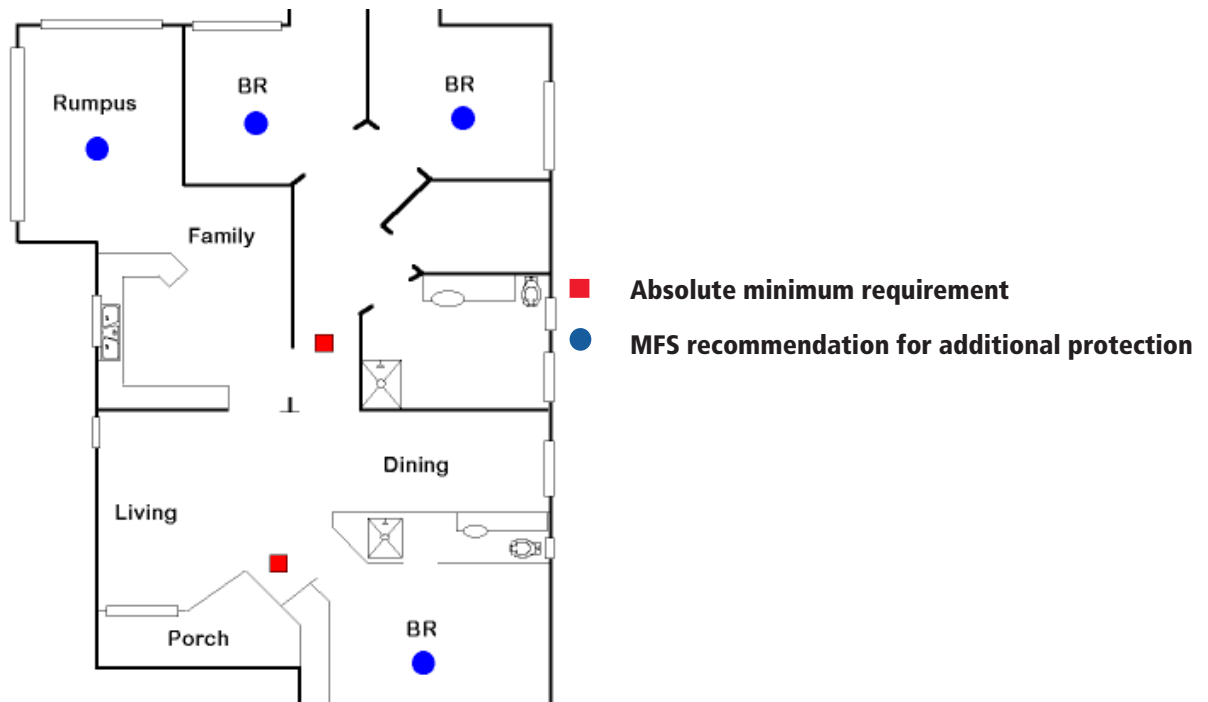 BR
BR
Rumpus
Family
Absolute minimum requirement
MFS recommendation for additional protection
Dining
Living
BR
Porch